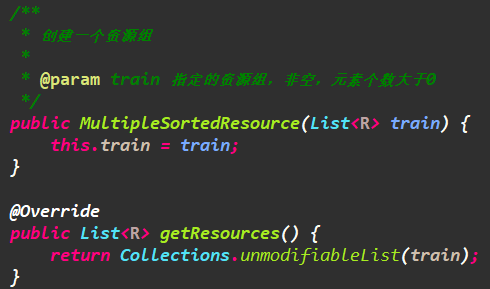 /**
 * 创建一个资源组
 *
 * @param train 指定的资源组，非空，元素个数大于0
 */
public MultipleSortedResource(List<R> train) {
    this.train = train;
}

@Override
public List<R> getResources() {
    return Collections.unmodifiableList(train);
}